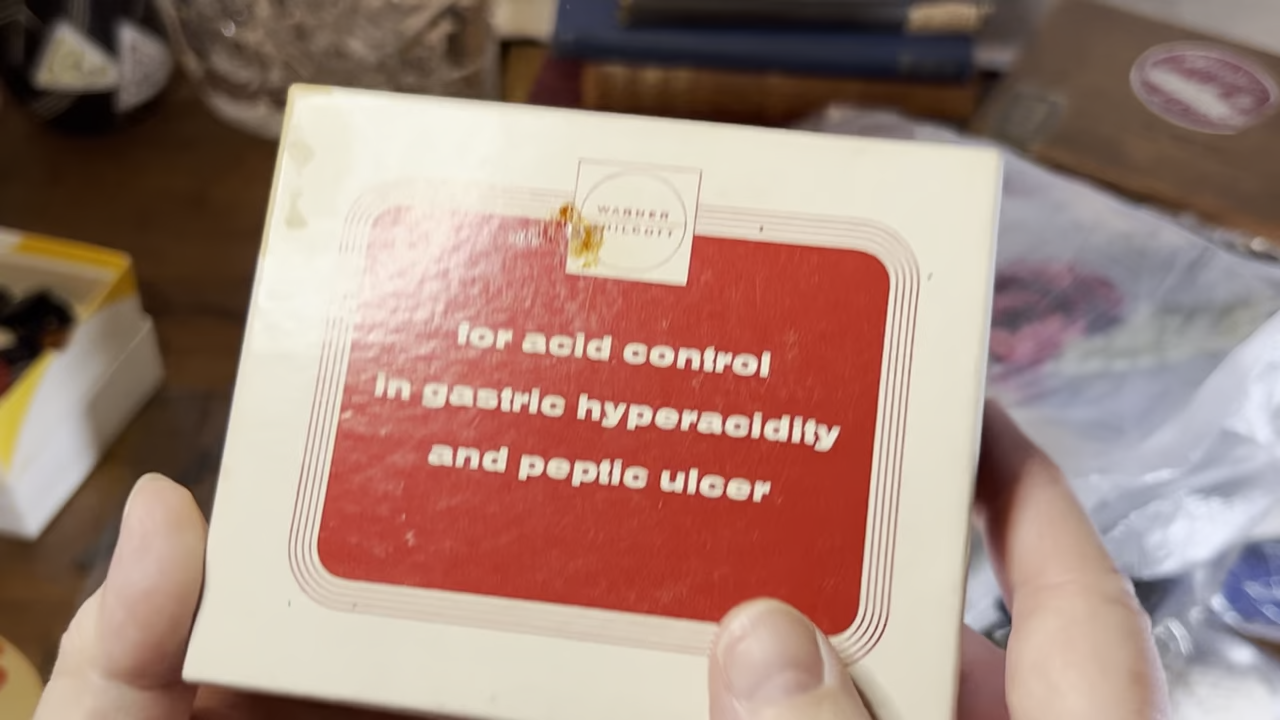 WARNER
CHILCOTT
for acid control
in gastric hyperacidity
and peptic ulcer